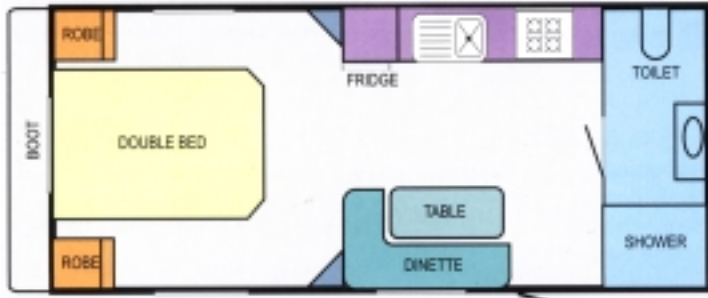 ROBE
FRIDGE
TOILET
BOOT
DOUBLE BED
TABLE
SHOWER
ROBE
DINETTE